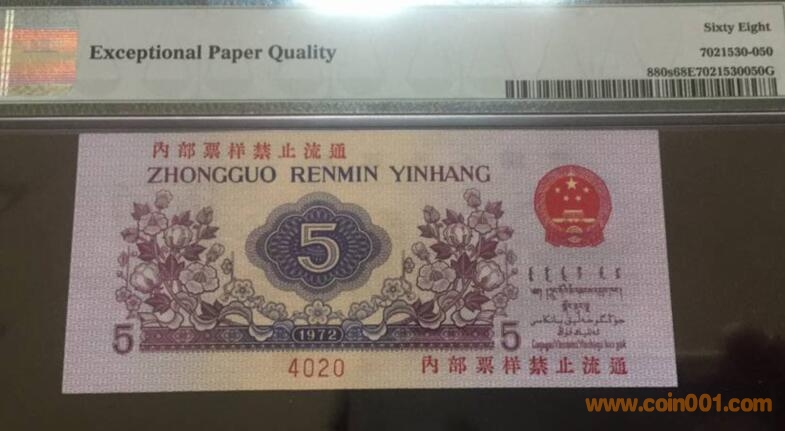 Sixty Eight
Exceptional Paper Quality
7021530-050
880s68E7021530050G
内部票样禁止流通
ZHONGGUO RENMIN YINHANG
5
5
1972
5
4020
内部票样禁止流通
www.coin001.com